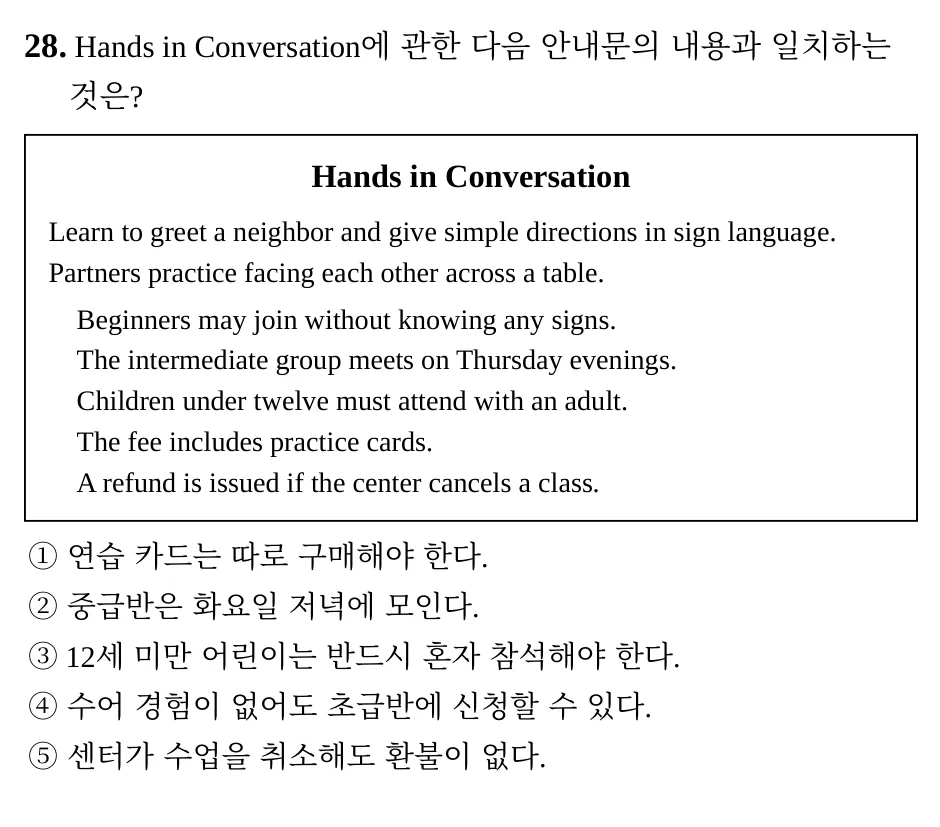 28. Hands in Conversation에 관한 다음 안내문의 내용과 일치하는
것은?
Hands in Conversation
Learn to greet a neighbor and give simple directions in sign language.
Partners practice facing each other across a table.
Beginners may join without knowing any signs.
The intermediate group meets on Thursday evenings.
Children under twelve must attend with an adult.
The fee includes practice cards.
A refund is issued if the center cancels a class.
① 연습 카드는 따로 구매해야 한다.
② 중급반은 화요일 저녁에 모인다.
③ 12세 미만 어린이는 반드시 혼자 참석해야 한다.
④ 수어 경험이 없어도 초급반에 신청할 수 있다.
⑤ 센터가 수업을 취소해도 환불이 없다.